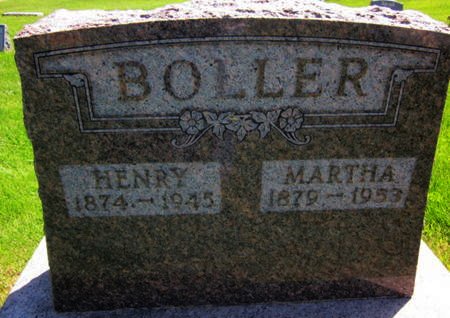 BOLLER
HENRY
1874 - 1945
MARTHA
1879 - 1953